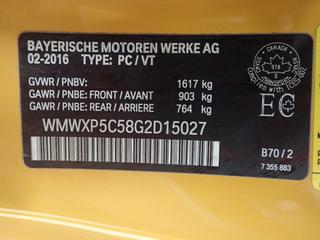 BAYERISCHE MOTOREN WERKE AG
02-2016 TYPE: PC / VT
GVWR / PNBV: 1617 kg
GAWR / PNBE: FRONT / AVANT 903 kg
GAWR / PNBE: REAR / ARRIERE 764 kg
CANADA
978
EC
WMWXP5C58G2D15027
B70 / 2
7 355 883